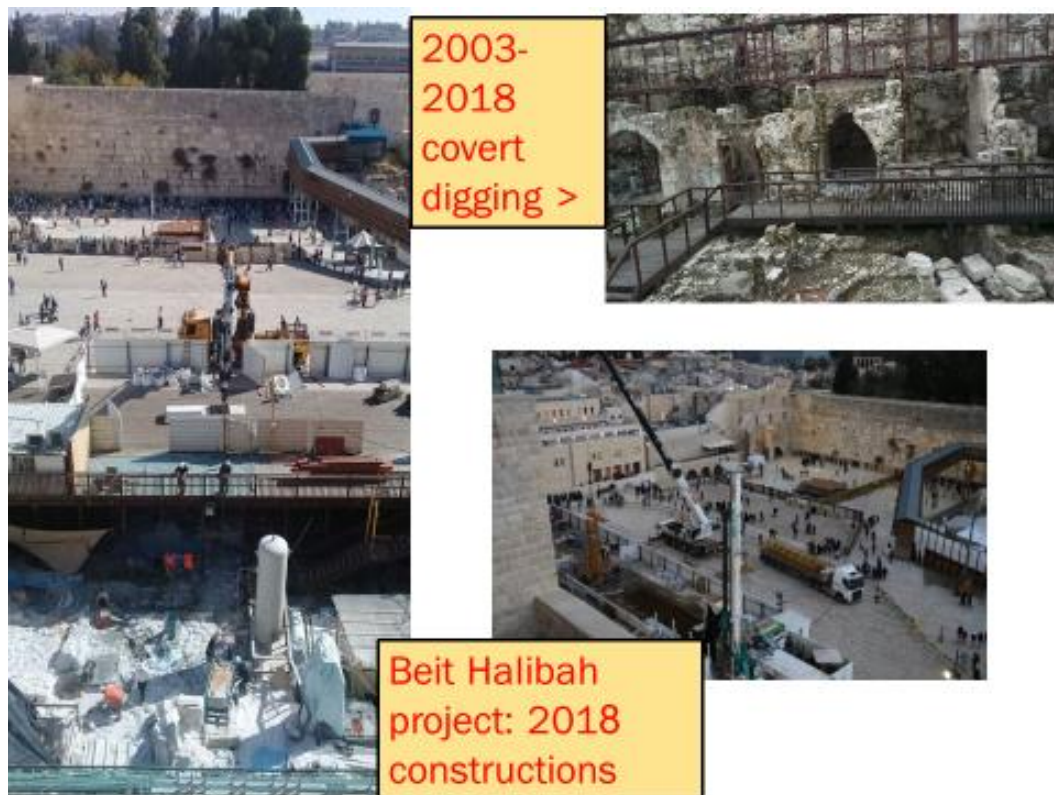 2003-
2018
covert
digging >
Beit Halibah
project: 2018
constructions